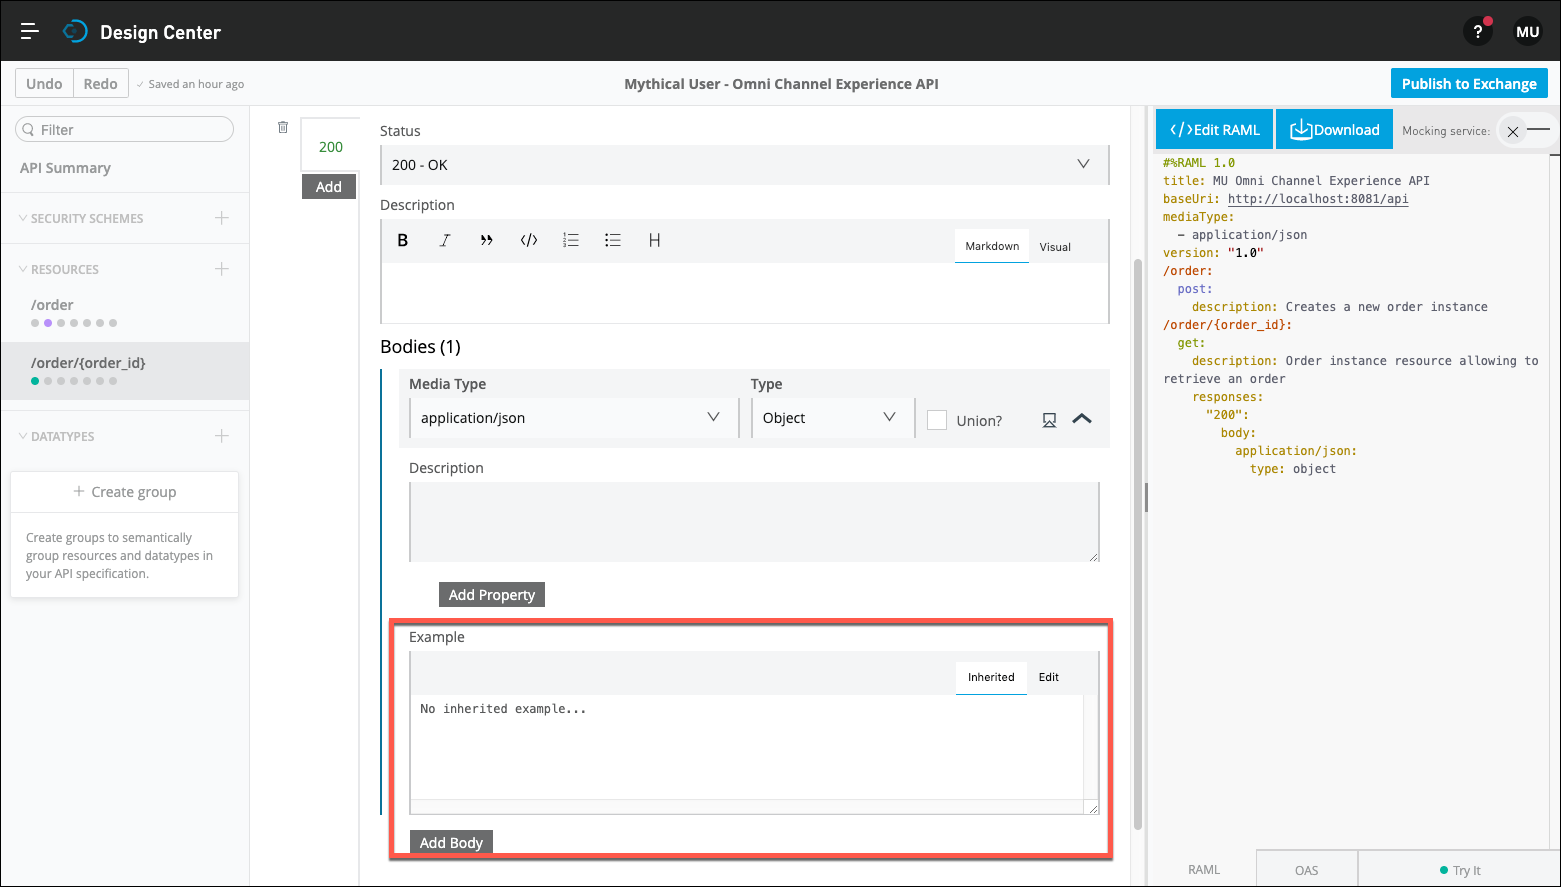 Design Center
?
MU
Undo
Redo
✓ Saved an hour ago
Mythical User - Omni Channel Experience API
Publish to Exchange
Filter
API Summary
SECURITY SCHEMES
RESOURCES
/order
/order/{order_id}
DATATYPES
+ Create group
Create groups to semantically
group resources and datatypes in
your API specification.
200
Add
Status
200 - OK
Description
B
I
”
</>
H
Markdown
Visual
Bodies (1)
Media Type
Type
application/json
Object
Union?
Description
Add Property
Example
Inherited
Edit
No inherited example...
Add Body
</>Edit RAML
Download
Mocking service:
#%RAML 1.0
title: MU Omni Channel Experience API
baseUri: http://localhost:8081/api
mediaType:
- application/json
version: "1.0"
/order:
post:
description: Creates a new order instance
/order/{order_id}:
get:
description: Order instance resource allowing to
retrieve an order
responses:
"200":
body:
application/json:
type: object
RAML
OAS
Try It